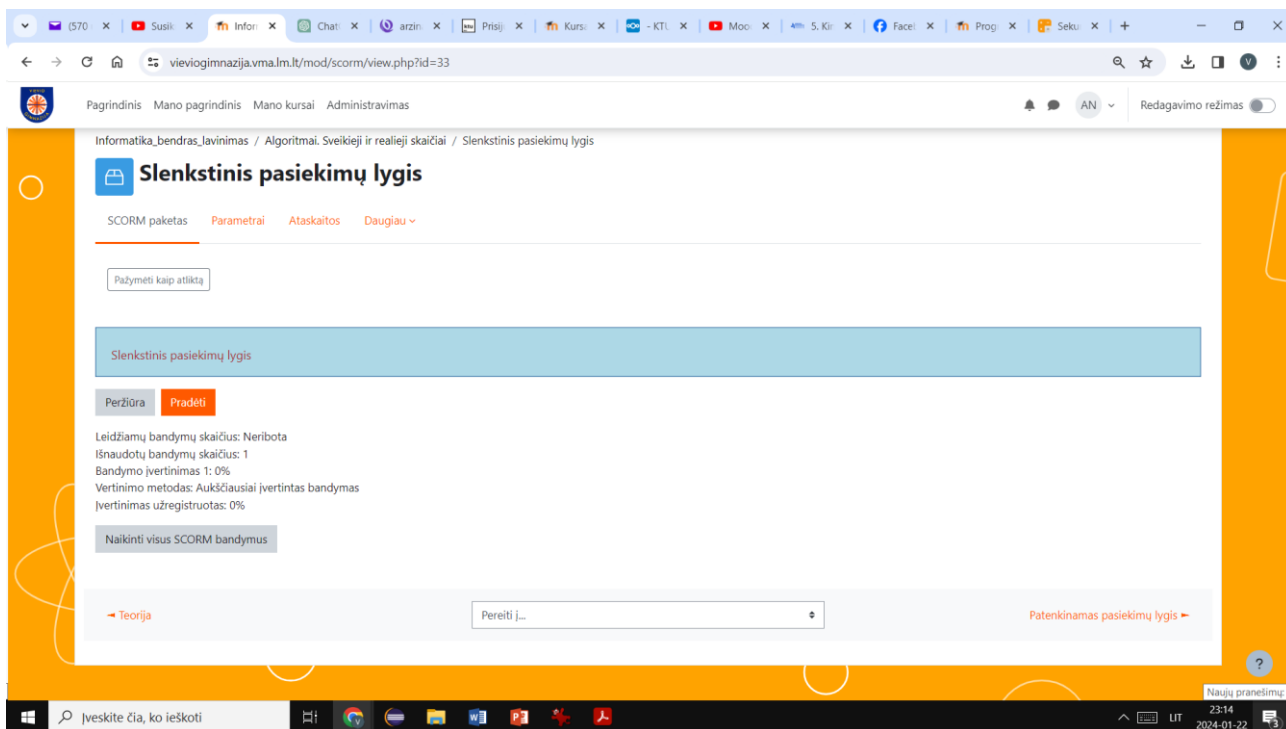 (570
Susik
Infor
Chat
arzin
Prisij
Kursa
- KTU
Moo
5. Kir
Facel
Prog
Seku
vieviogimnazija.vma.lm.lt/mod/scorm/view.php?id=33
V
Pagrindinis Mano pagrindinis Mano kursai Administravimas
AN
Redagavimo režimas
Informatika_bendras_lavinimas / Algoritmai. Sveikieji ir realieji skaičiai / Slenkstinis pasiekimų lygis
Slenkstinis pasiekimų lygis
SCORM paketas Parametrai Ataskaitos Daugiau
Pažymėti kaip atliktą
Slenkstinis pasiekimų lygis
Peržiūra Pradėti
Leidžiamų bandymų skaičius: Neribota
Išnaudotų bandymų skaičius: 1
Bandymo įvertinimas 1: 0%
Vertinimo metodas: Aukščiausiai įvertintas bandymas
Įvertinimas užregistruotas: 0%
Naikinti visus SCORM bandymus
◄ Teorija
Pereiti į...
Patenkinamas pasiekimų lygis ►
?
Naujų pranešimų:
Įveskite čia, ko ieškoti
LIT
23:14
2024-01-22
3